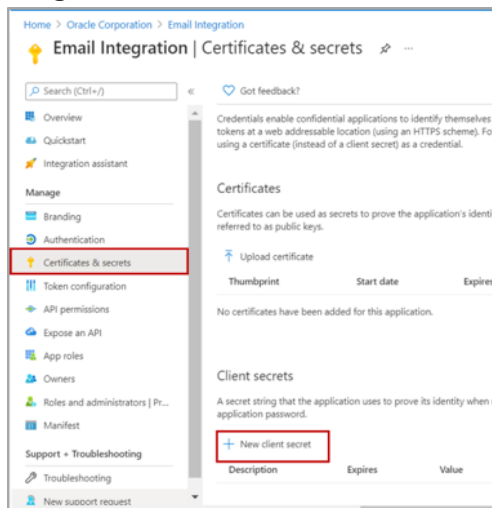 Home > Oracle Corporation > Email Integration
Email Integration | Certificates & secrets
Search (Ctrl+/)
«
Got feedback?
Overview
Quickstart
Integration assistant
Manage
Branding
Authentication
Certificates & secrets
Token configuration
API permissions
Expose an API
App roles
Owners
Roles and administrators | Pr...
Manifest
Support + Troubleshooting
Troubleshooting
New support request
Credentials enable confidential applications to identify themselves
tokens at a web addressable location (using an HTTPS scheme). Fo
using a certificate (instead of a client secret) as a credential.
Certificates
Certificates can be used as secrets to prove the application's identi
referred to as public keys.
Upload certificate
Thumbprint Start date Expires
No certificates have been added for this application.
Client secrets
A secret string that the application uses to prove its identity when
application password.
+ New client secret
Description Expires Value